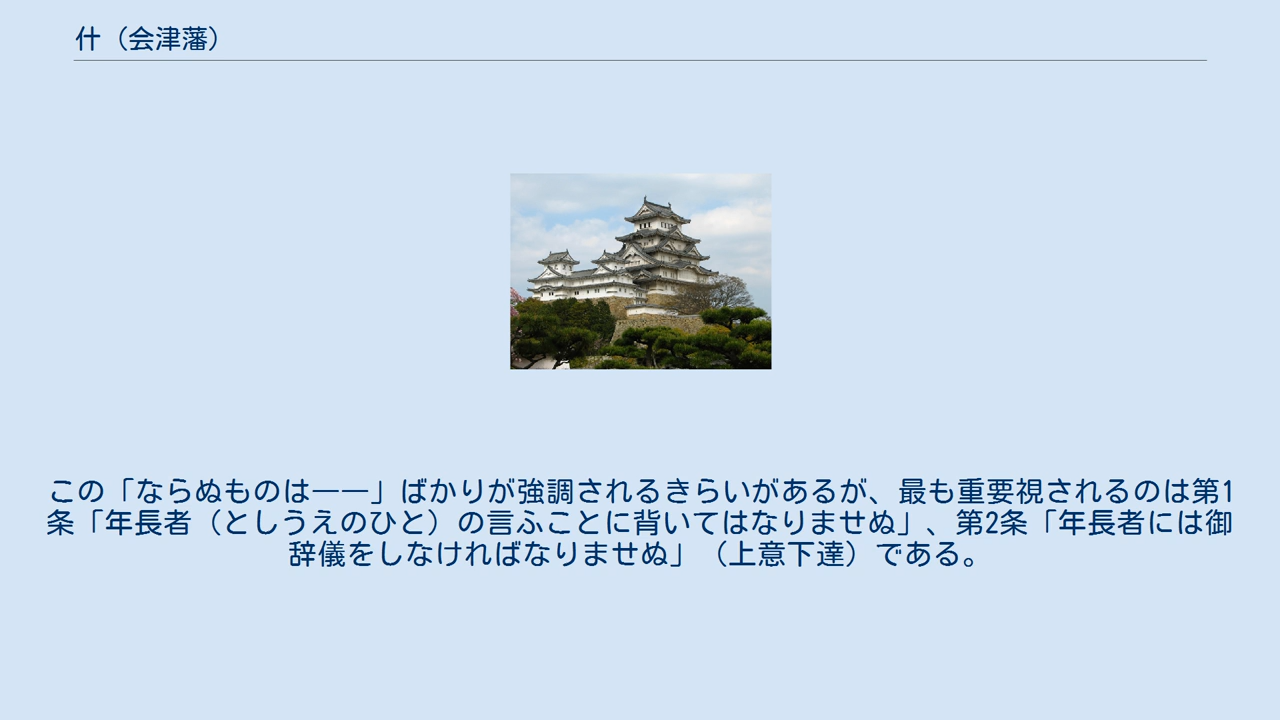 什（会津藩）
この「ならぬものは――」ばかりが強調されるきらいがあるが、最も重要視されるのは第1
条「年長者（としうえのひと）の言ふことに背いてはなりませぬ」、第2条「年長者には御
辞儀をしなければなりませぬ」（上意下達）である。